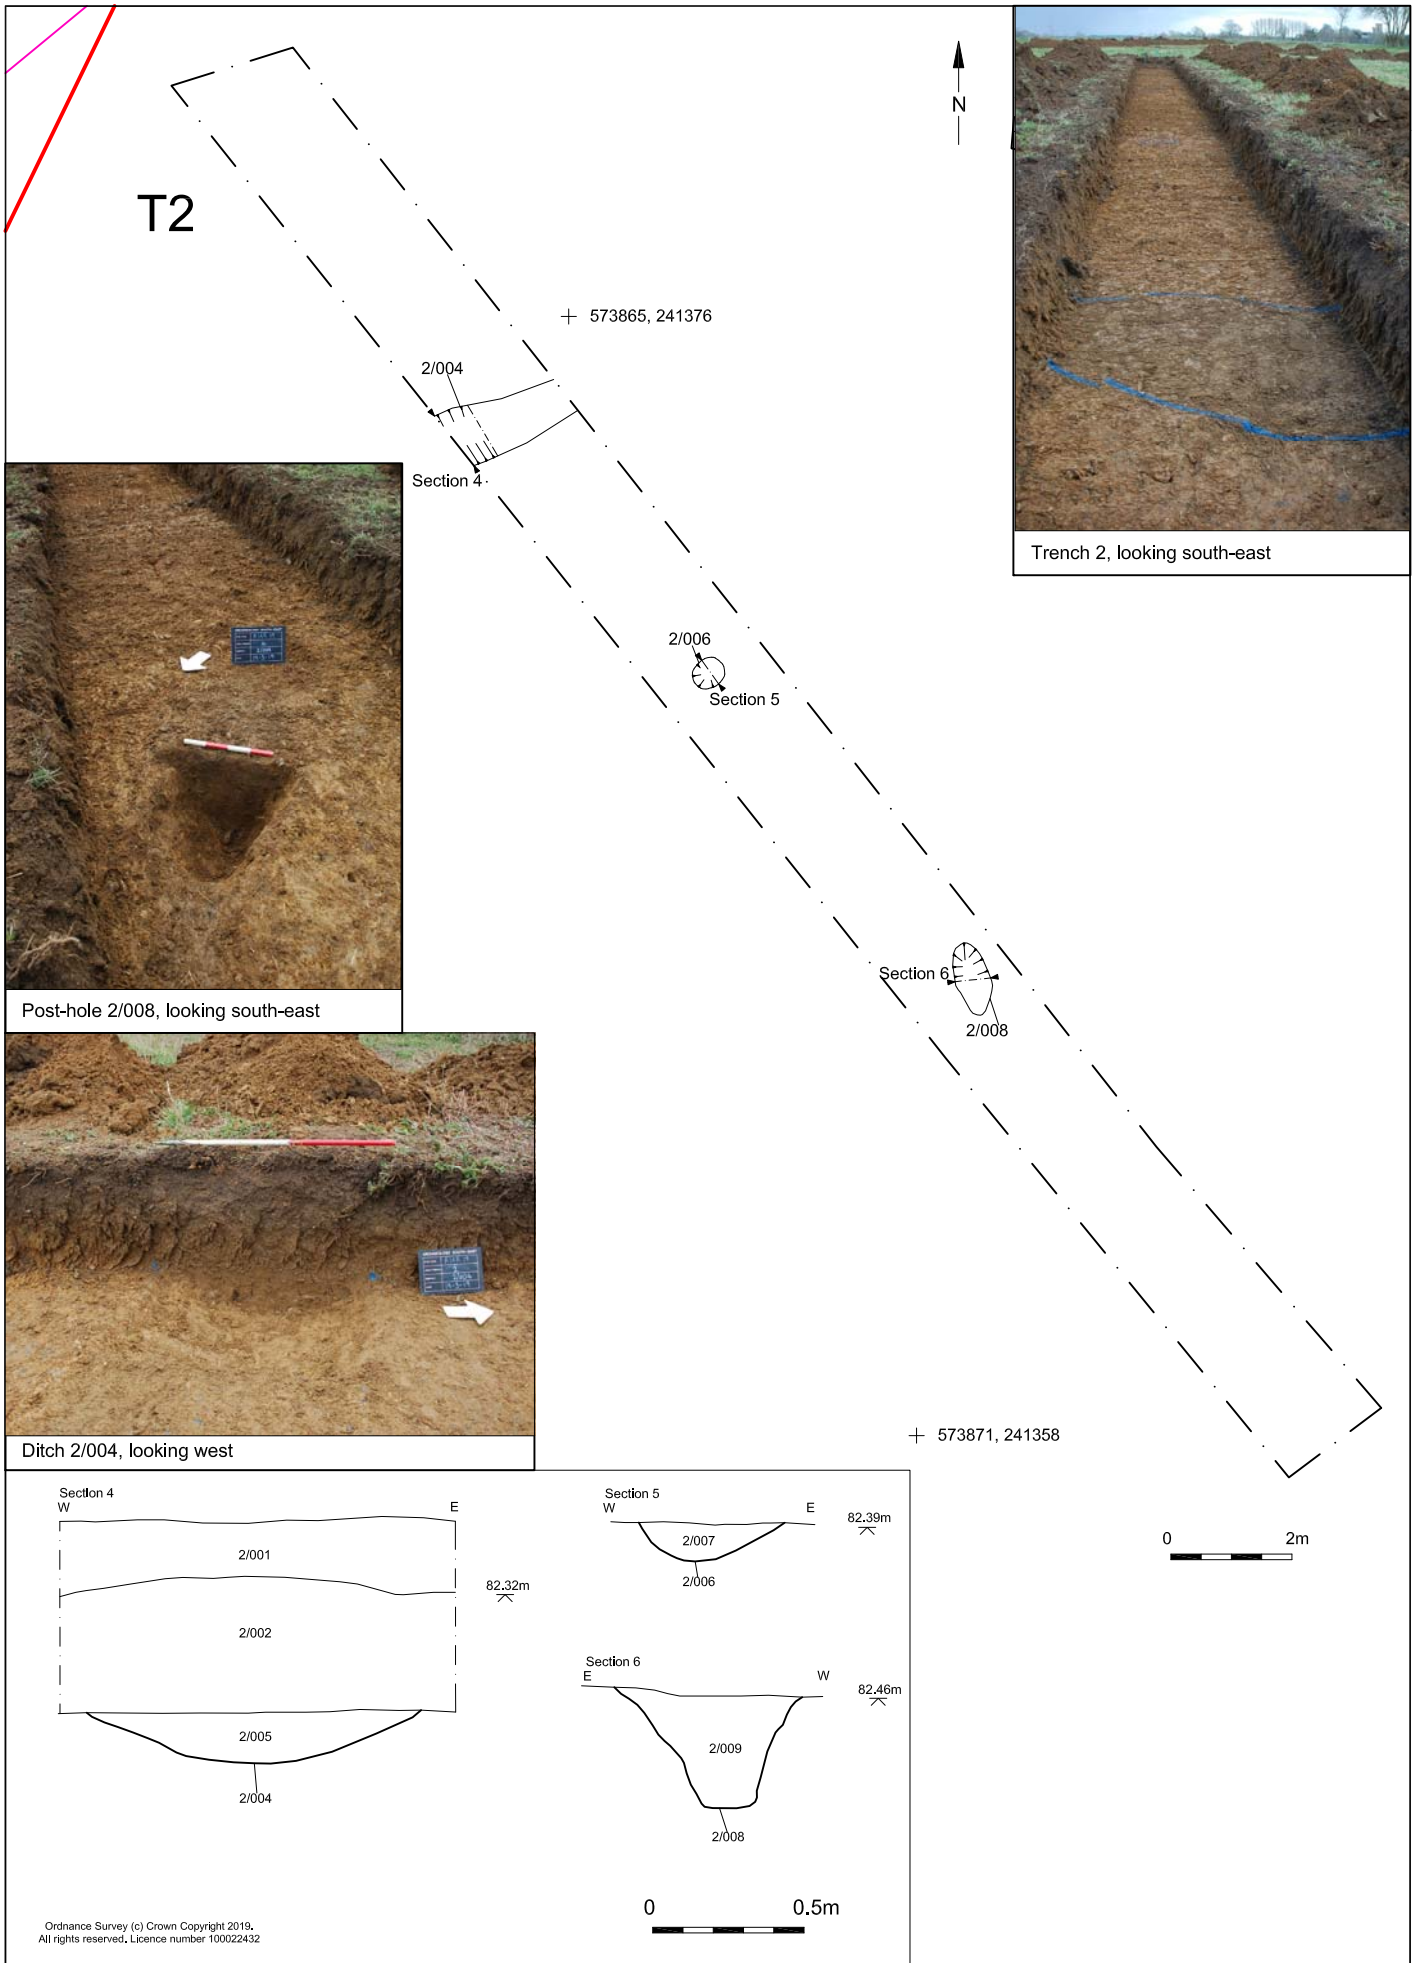 T2
N
573865, 241376
2/004
Section 4
Trench 2, looking south-east
2/006
Section 5
Section 6
2/008
Post-hole 2/008, looking south-east
Ditch 2/004, looking west
573871, 241358
0 2m
Section 4
W E
2/001
82.32m
2/002
2/005
2/004
Section 5
W E
82.39m
2/007
2/006
Section 6
E W
82.46m
2/009
2/008
0 0.5m
Ordnance Survey (c) Crown Copyright 2019.
All rights reserved. Licence number 100022432